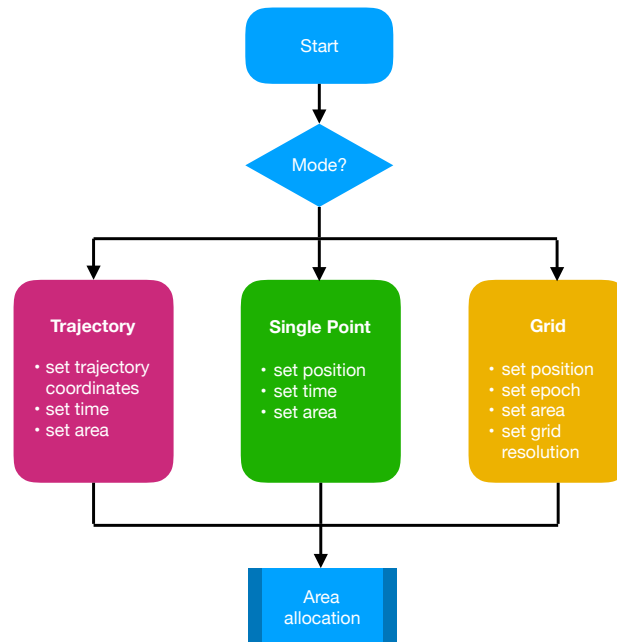 Start
Mode?
Trajectory
• set trajectory
coordinates
• set time
• set area
Single Point
• set position
• set time
• set area
Grid
• set position
• set epoch
• set area
• set grid
resolution
Area
allocation